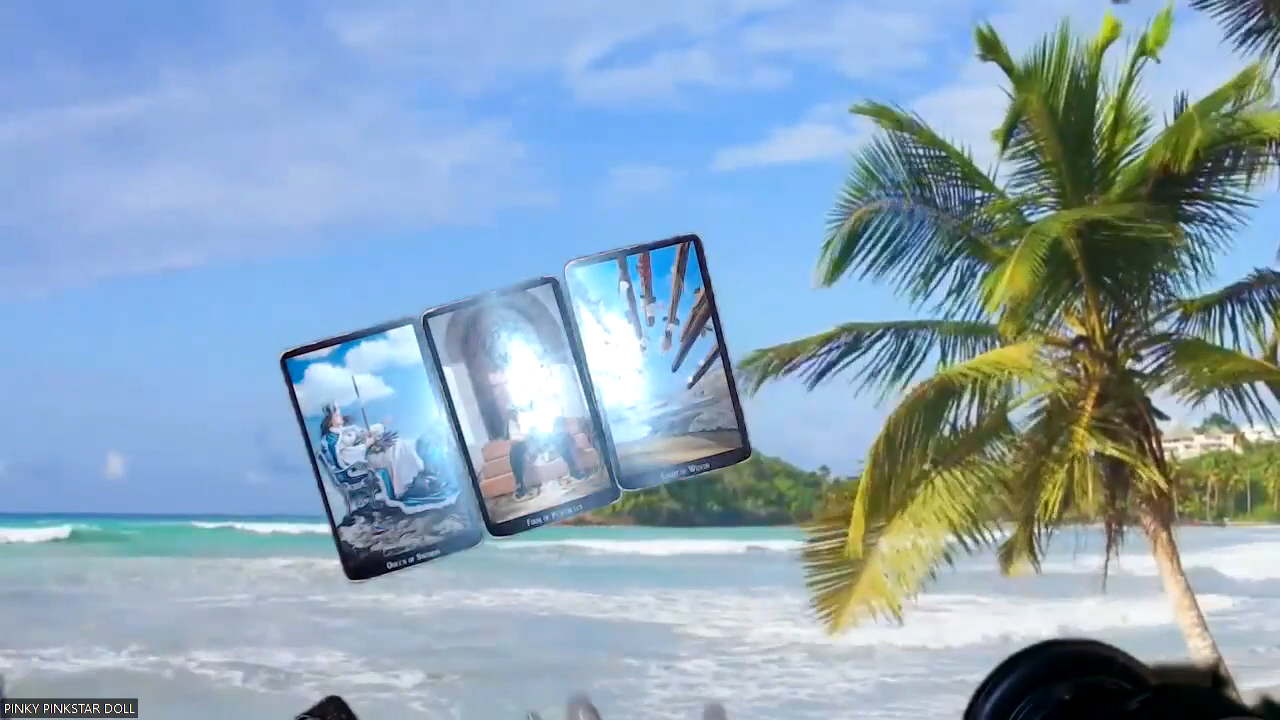 Queen of Swords
Four of Pentacles
Eight of Wands
PINKY PINKSTAR DOLL